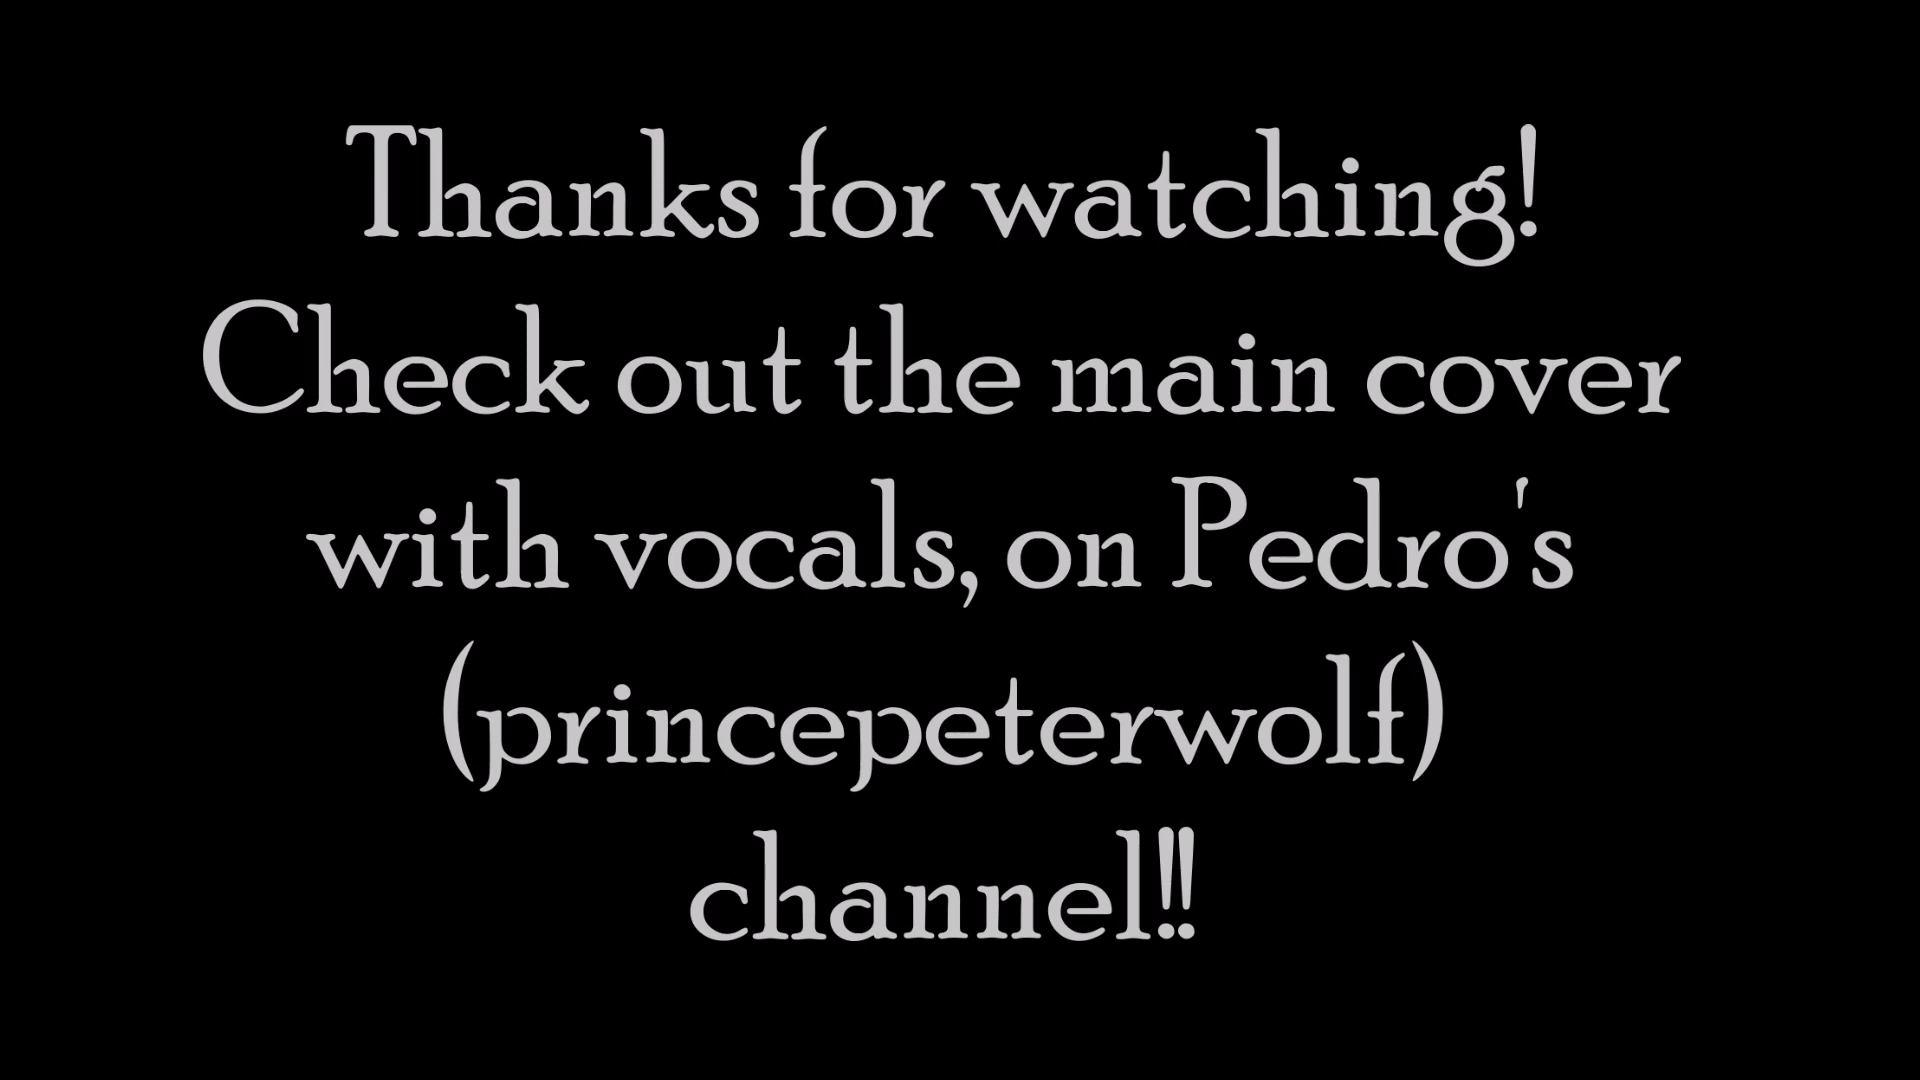 Thanks for watching!
Check out the main cover
with vocals, on Pedro's
(princepeterwolf)
channel!!